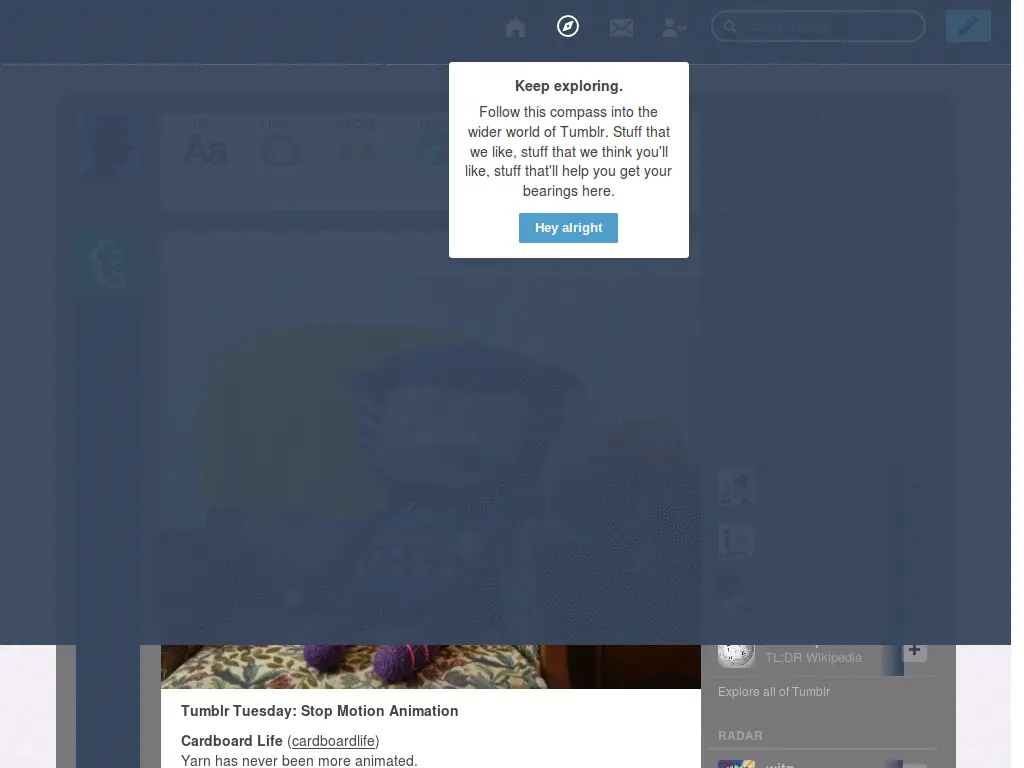 Keep exploring.
Follow this compass into the
wider world of Tumblr. Stuff that
we like, stuff that we think you'll
like, stuff that'll help you get your
bearings here.
Hey alright
Aa
TL;DR Wikipedia
Explore all of Tumblr
Tumblr Tuesday: Stop Motion Animation
RADAR
Cardboard Life (cardboardlife)
Yarn has never been more animated.